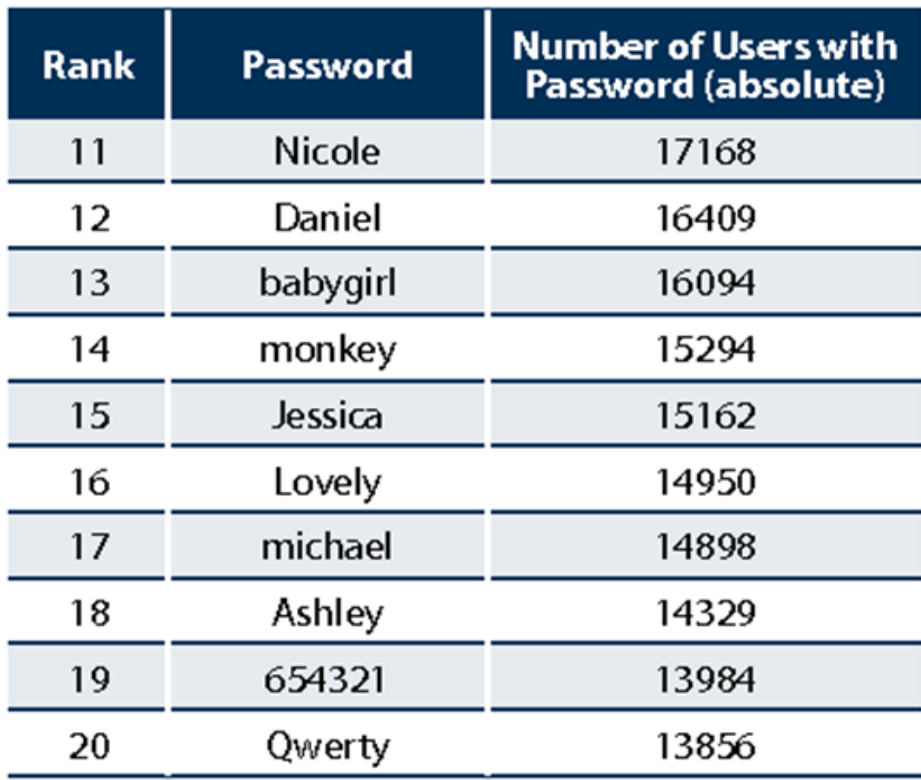 Rank Password Number of Users with
Password (absolute)
11 Nicole 17168
12 Daniel 16409
13 babygirl 16094
14 monkey 15294
15 Jessica 15162
16 Lovely 14950
17 michael 14898
18 Ashley 14329
19 654321 13984
20 Qwerty 13856